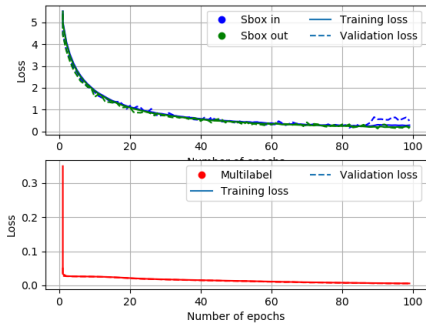 Sbox in
Sbox out
Training loss
Validation loss
Loss
5
4
3
2
1
0
0 20 40 60 80 100
Number of epochs
Multilabel
Training loss
Validation loss
Loss
0.3
0.2
0.1
0.0
0 20 40 60 80 100
Number of epochs